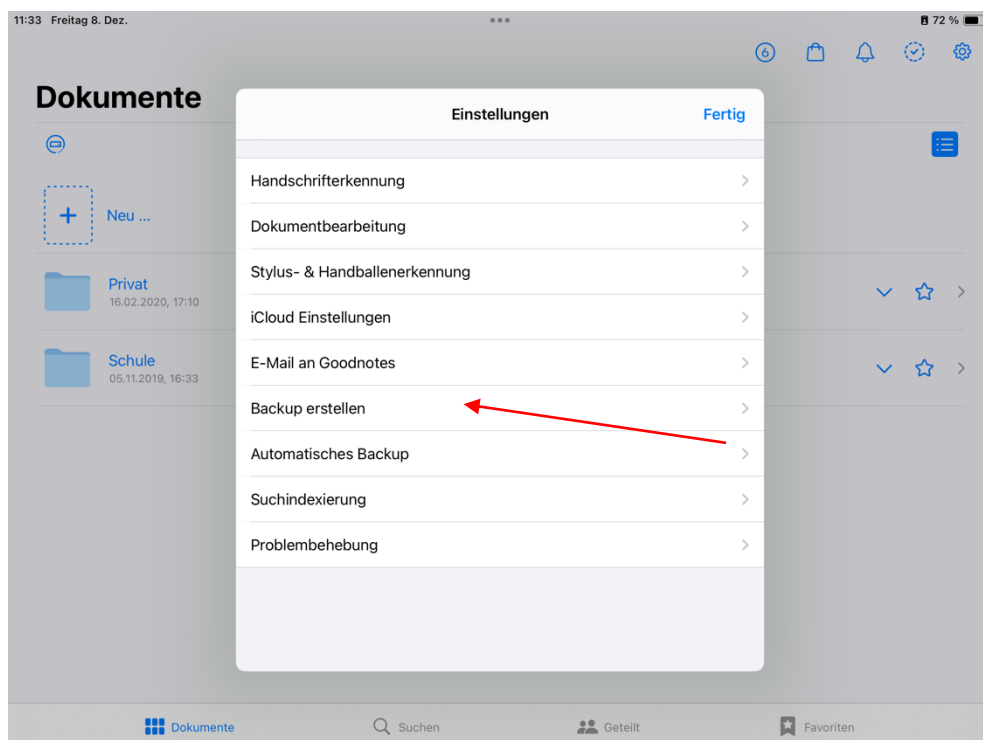 11:33 Freitag 8. Dez.
72 %
6
Dokumente
Einstellungen
Fertig
Neu ...
Privat
16.02.2020, 17:10
Schule
05.11.2019, 16:33
Handschrifterkennung
Dokumentbearbeitung
Stylus- & Handballenerkennung
iCloud Einstellungen
E-Mail an Goodnotes
Backup erstellen
Automatisches Backup
Suchindexierung
Problembehebung
Dokumente
Suchen
Geteilt
Favoriten